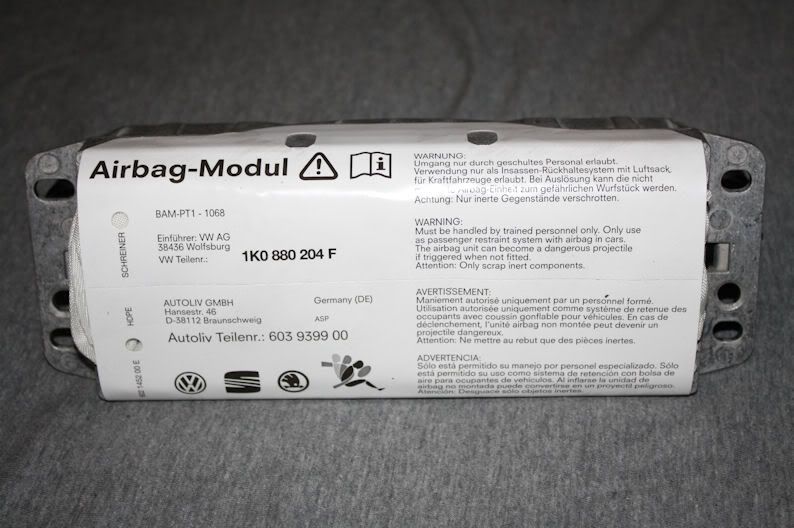 Airbag-Modul
BAM-PT1 - 1068
Einführer: VW AG
38436 Wolfsburg
VW Teilenr.: 1K0 880 204 F
AUTOLIV GMBH Germany (DE)
Hansestr. 46
D-38112 Braunschweig ASP
Autoliv Teilenr.: 603 9399 00
SCHREINER
HDPE
1452 00 E
WARNUNG:
Umgang nur durch geschultes Personal erlaubt.
Verwendung nur als Insassen-Rückhaltesystem mit Luftsack,
für Kraftfahrzeuge erlaubt. Bei Auslösung kann die nicht
Airbag-Einheit zum gefährlichen Wurfstück werden.
Achtung: Nur inerte Gegenstände verschrotten.
WARNING:
Must be handled by trained personnel only. Only use
as passenger restraint system with airbag in cars.
The airbag unit can become a dangerous projectile
if triggered when not fitted.
Attention: Only scrap inert components.
AVERTISSEMENT:
Maniement autorisé uniquement par un personnel formé.
Utilisation autorisée uniquement comme système de retenue des
occupants avec coussin gonflable pour véhicules. En cas de
déclenchement, l'unité airbag non montée peut devenir un
projectile dangereux.
Attention: Ne mettre au rebut que des pièces inertes.
ADVERTENCIA:
Sólo está permitido su manejo por personal especializado. Sólo
está permitido su uso como sistema de retención con bolsa de
aire para ocupantes de vehículos. Al inflarse la unidad de
airbag no montada puede convertirse en un proyectil peligroso.
Atención: Desguace sólo objetos inertes.